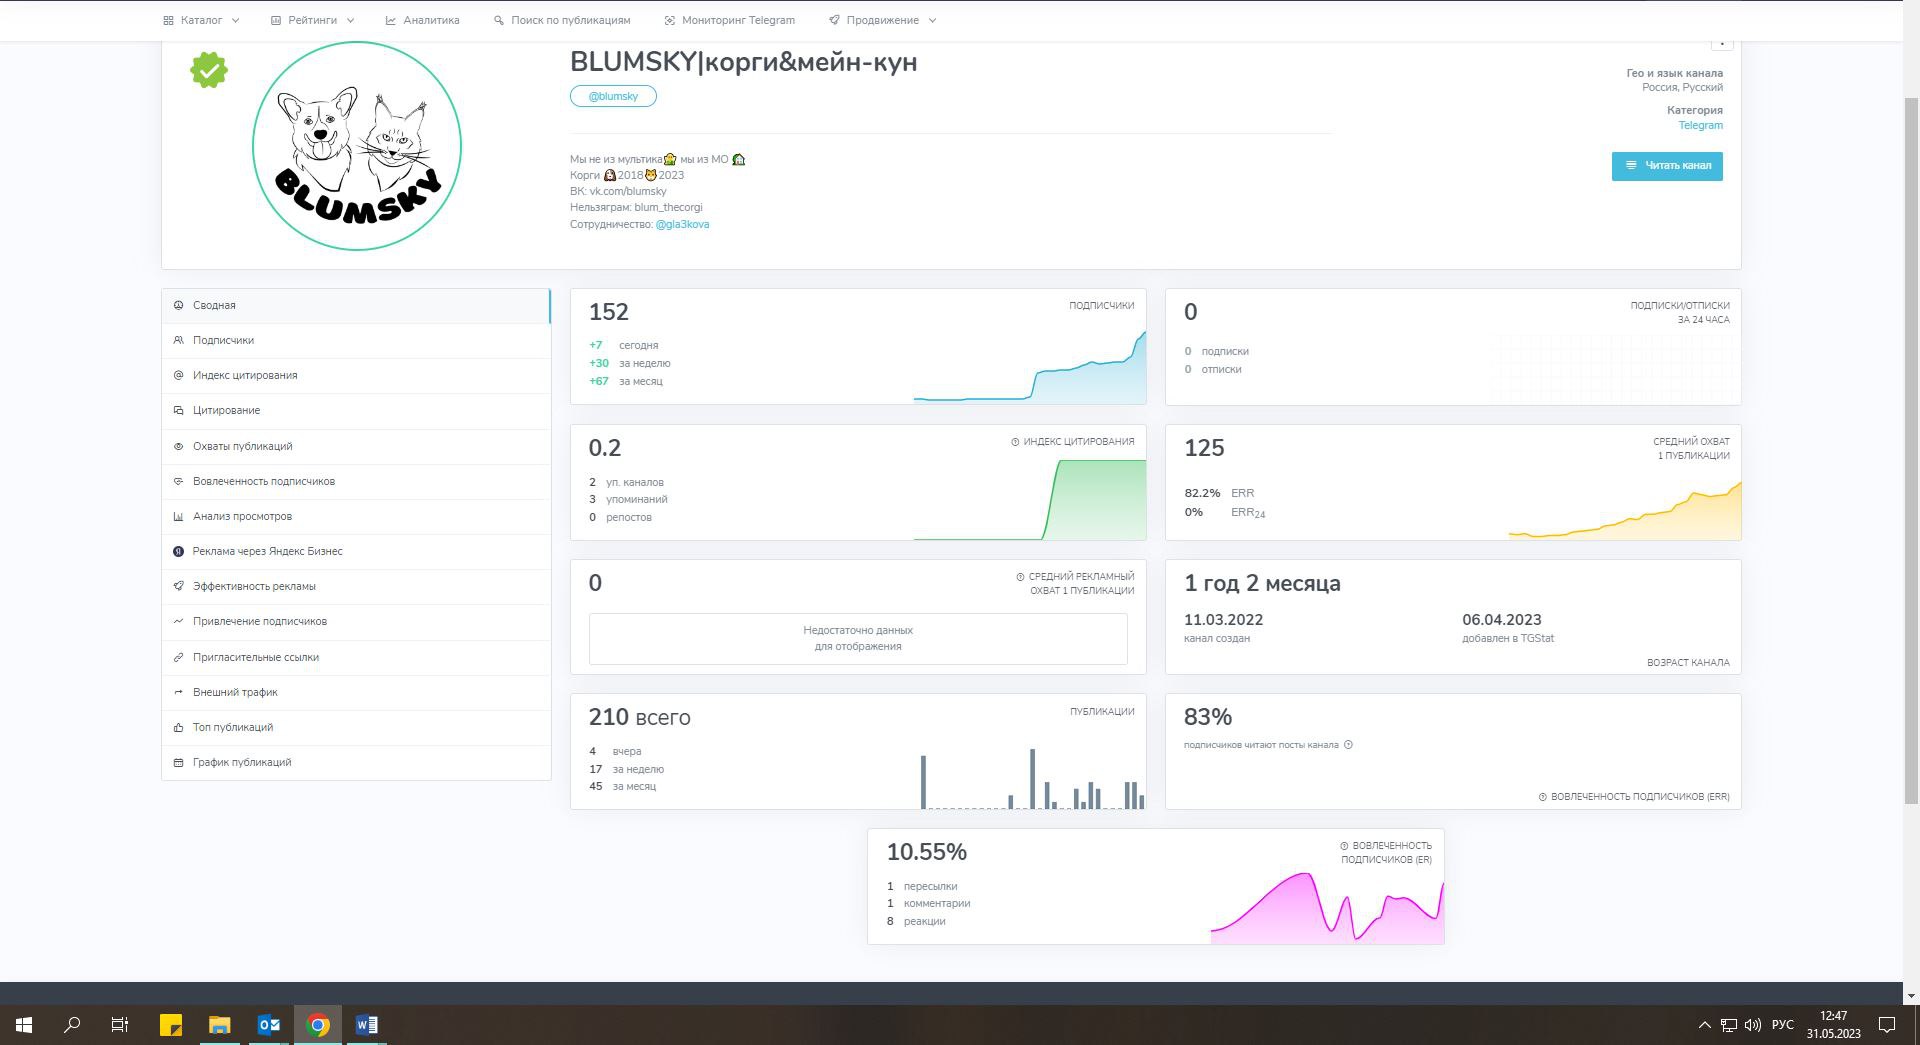 Каталог
Рейтинги
Аналитика
Поиск по публикациям
Мониторинг Telegram
Продвижение
BLUMSKY
BLUMSKY|корги&мейн-кун
@blumsky
Мы не из мультика мы из МО
Корги 2018 2023
ВК: vk.com/blumsky
Нельзяграм: blum_thecorgi
Сотрудничество: @gla3kova
Гео и язык канала
Россия, Русский
Категория
Telegram
Читать канал
Сводная
Подписчики
Индекс цитирования
Цитирование
Охваты публикаций
Вовлеченность подписчиков
Анализ просмотров
Реклама через Яндекс Бизнес
Эффективность рекламы
Привлечение подписчиков
Пригласительные ссылки
Внешний трафик
Топ публикаций
График публикаций
152
ПОДПИСЧИКИ
+7 сегодня
+30 за неделю
+67 за месяц
0
ПОДПИСКИ/ОТПИСКИ
ЗА 24 ЧАСА
0 подписки
0 отписки
0.2
ИНДЕКС ЦИТИРОВАНИЯ
2 уп. каналов
3 упоминаний
0 репостов
125
СРЕДНИЙ ОХВАТ
1 ПУБЛИКАЦИИ
82.2% ERR
0% ERR24
0
СРЕДНИЙ РЕКЛАМНЫЙ
ОХВАТ 1 ПУБЛИКАЦИИ
Недостаточно данных
для отображения
1 год 2 месяца
11.03.2022
канал создан
06.04.2023
добавлен в TGStat
ВОЗРАСТ КАНАЛА
210 всего
ПУБЛИКАЦИИ
4 вчера
17 за неделю
45 за месяц
83%
подписчиков читают посты канала
ВОВЛЕЧЕННОСТЬ ПОДПИСЧИКОВ (ERR)
10.55%
ВОВЛЕЧЕННОСТЬ
ПОДПИСЧИКОВ (ER)
1 пересылки
1 комментарии
8 реакции
РУС
12:47
31.05.2023